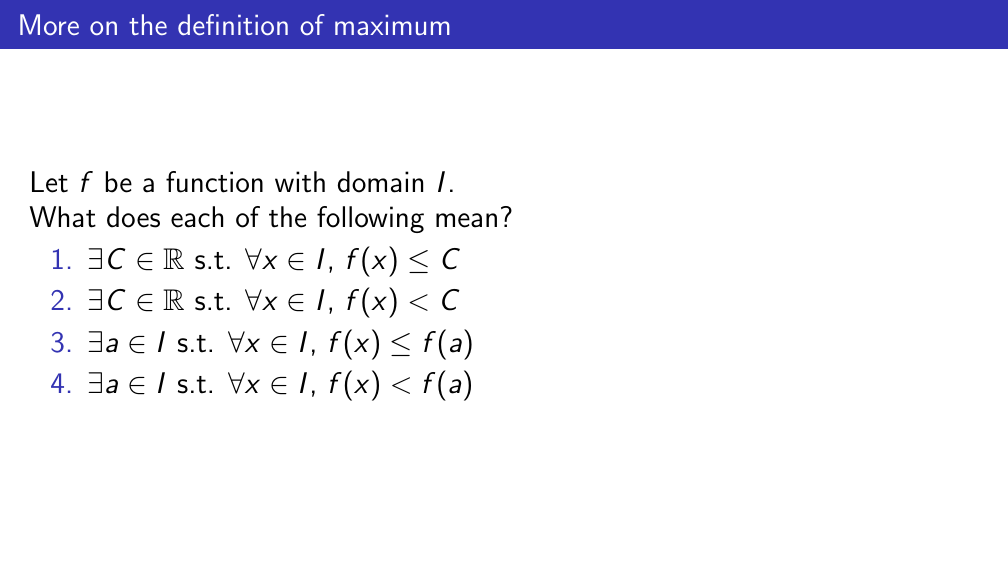 More on the definition of maximum
Let f be a function with domain I.
What does each of the following mean?
1. ∃C ∈ ℝ s.t. ∀x ∈ I, f(x) ≤ C
2. ∃C ∈ ℝ s.t. ∀x ∈ I, f(x) < C
3. ∃a ∈ I s.t. ∀x ∈ I, f(x) ≤ f(a)
4. ∃a ∈ I s.t. ∀x ∈ I, f(x) < f(a)